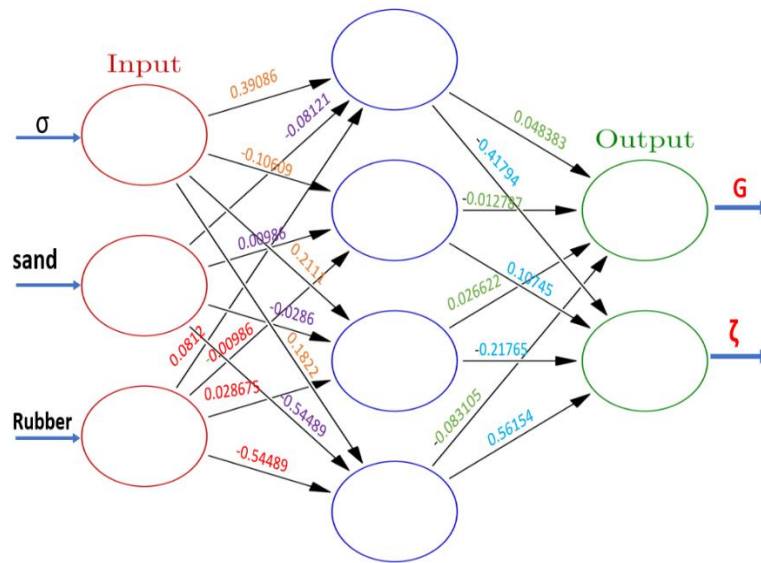 Input
0.39086
-0.08121
0.048383
σ
-0.10609
-0.41794
Output
-0.012787
G
sand
0.00986
0.2111
0.026622
0.10745
-0.0286
0.0812
-0.00986
0.1822
-0.21765
ζ
Rubber
0.028675
-0.54489
-0.083105
0.56154
-0.54489